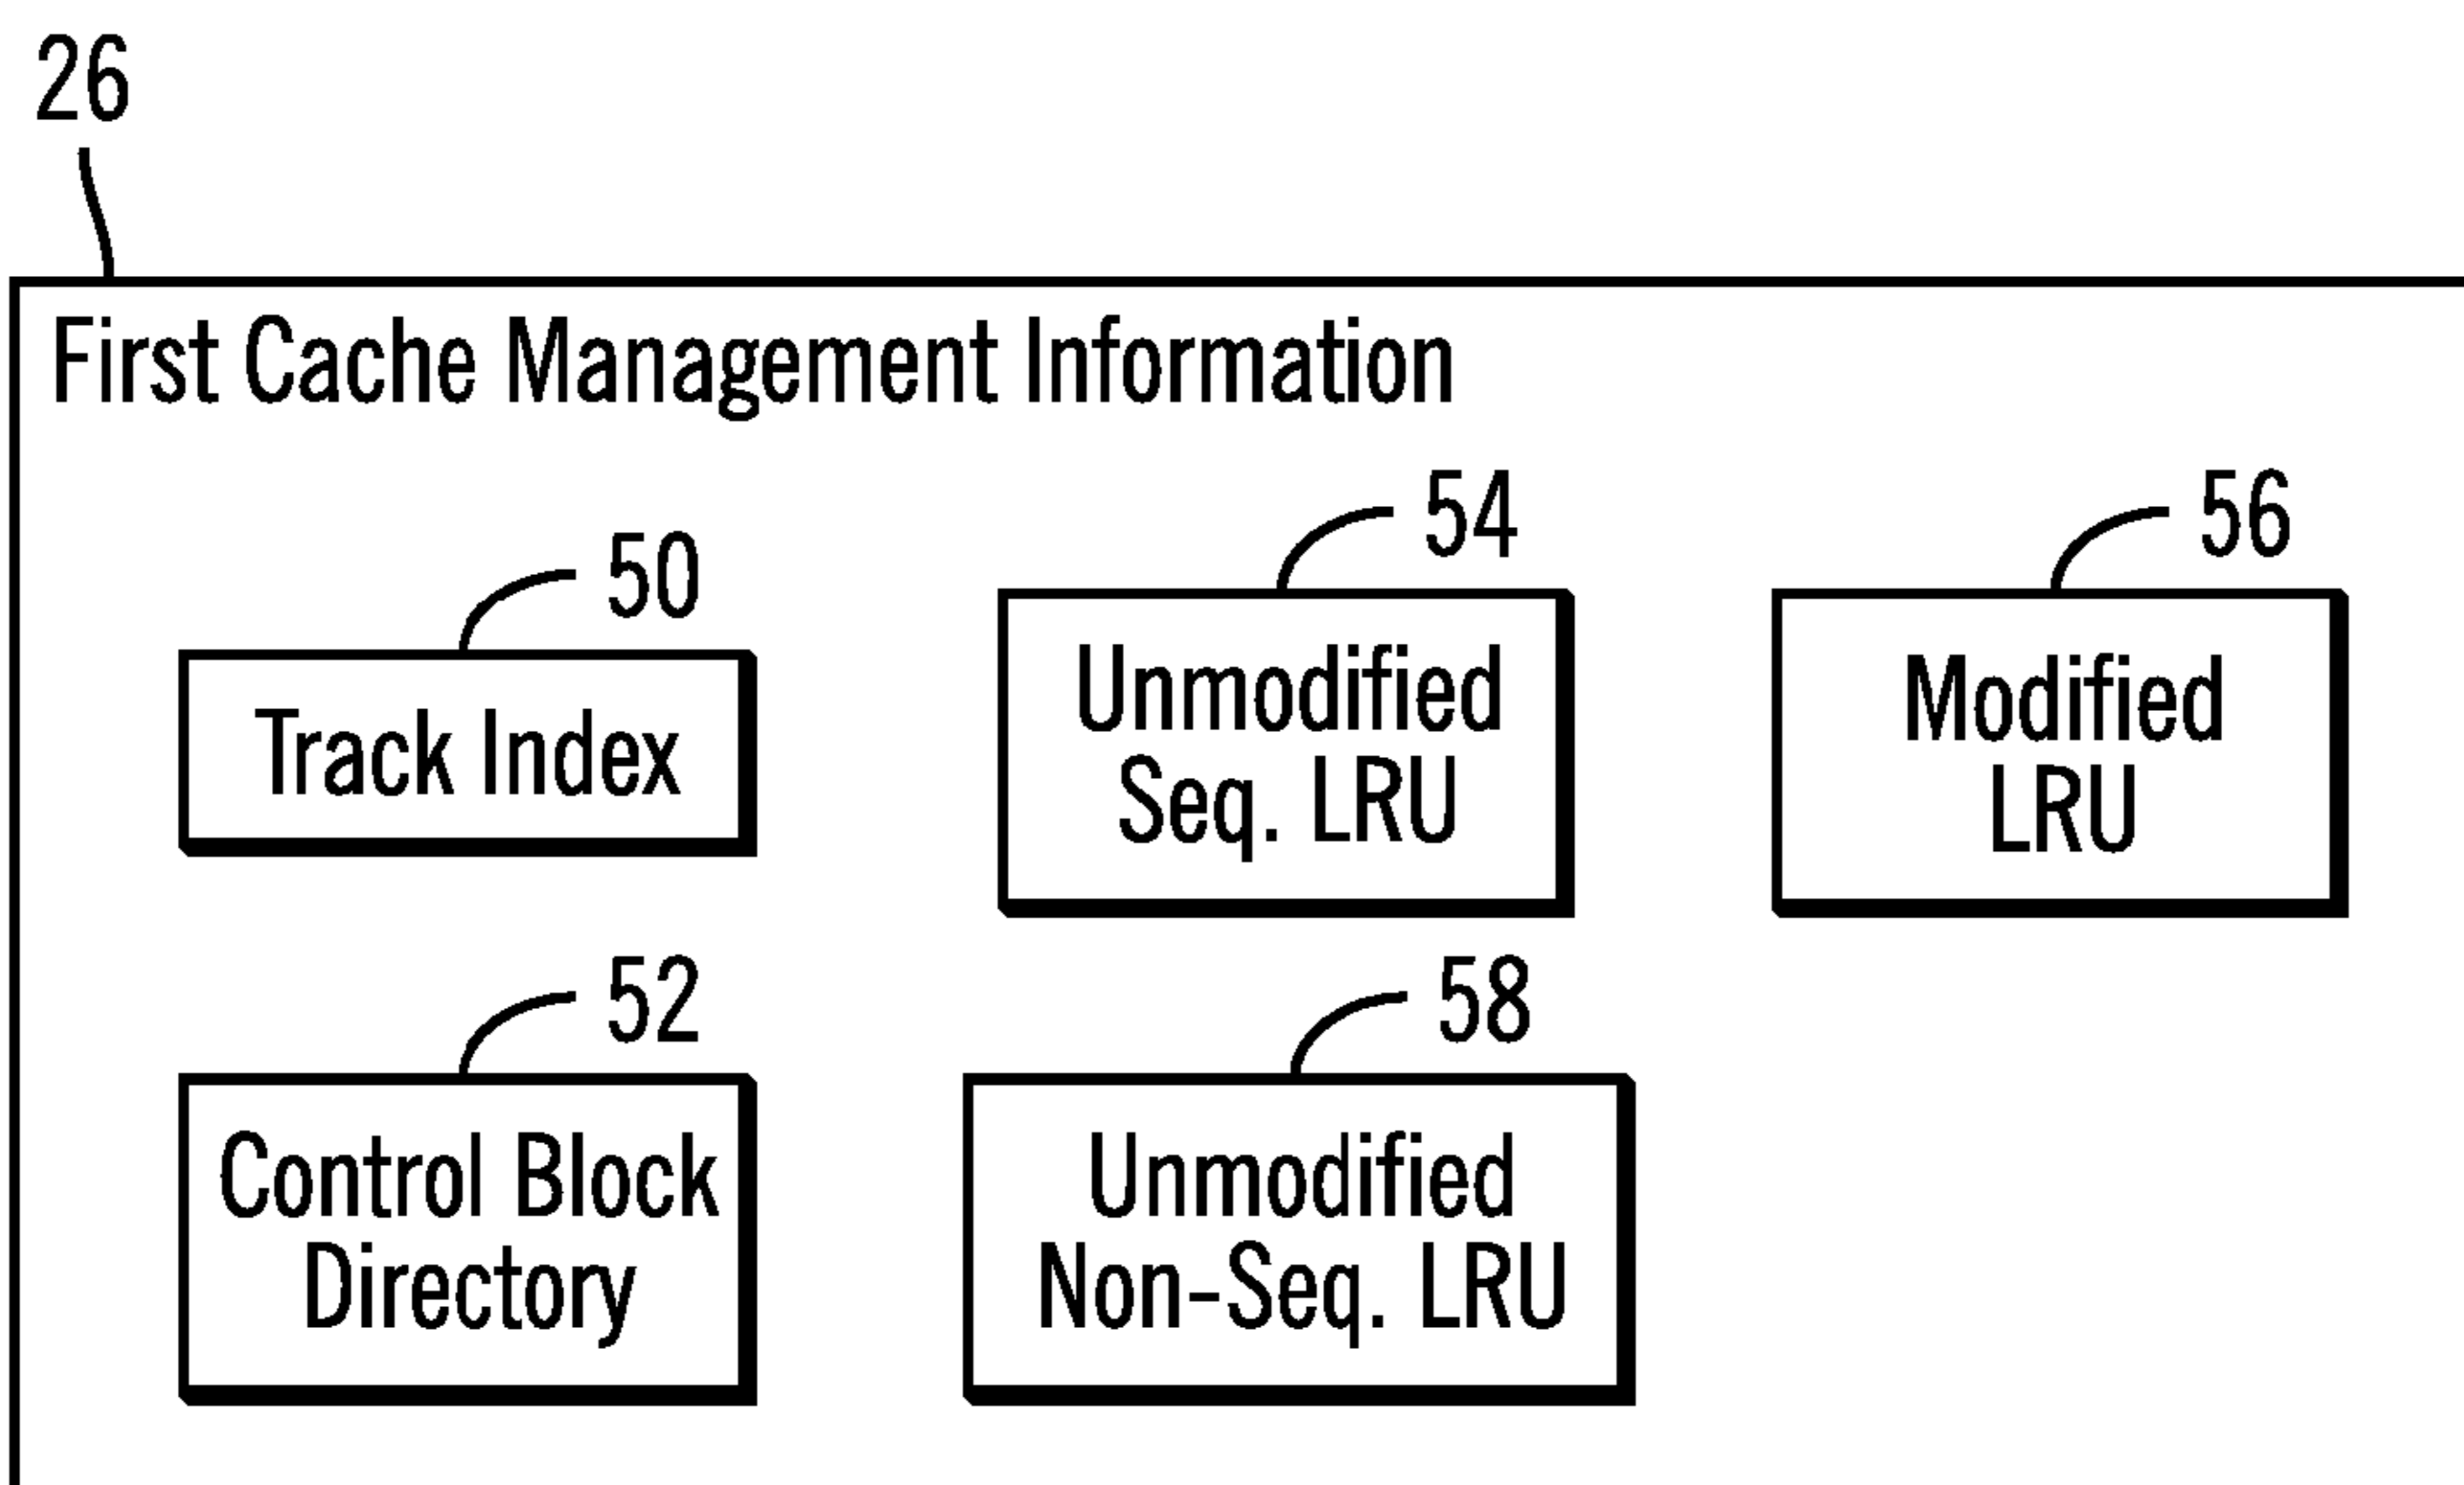 26
First Cache Management Information
50
Track Index
54
Unmodified
Seq. LRU
56
Modified
LRU
52
Control Block
Directory
58
Unmodified
Non-Seq. LRU